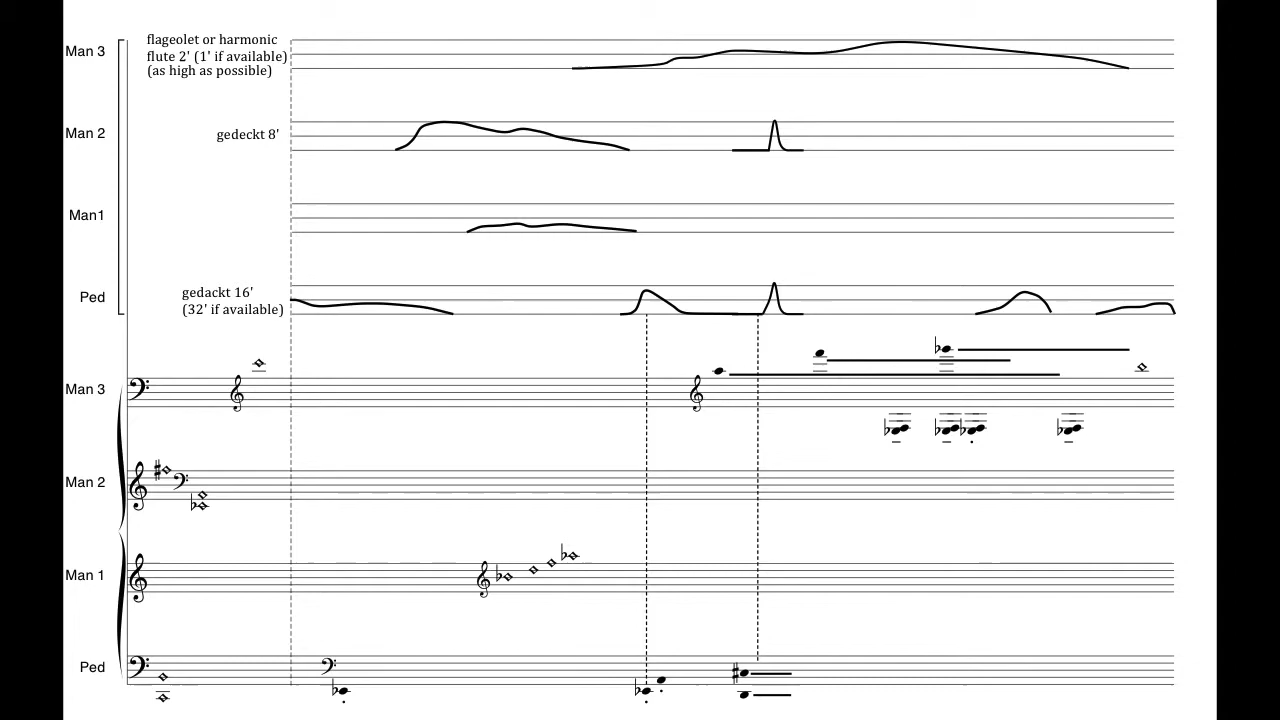 Man 3
flageolet or harmonic
flute 2' (1' if available)
(as high as possible)
Man 2
gedeckt 8'
Man1
Ped
gedackt 16'
(32' if available)
Man 3
Man 2
Man 1
Ped